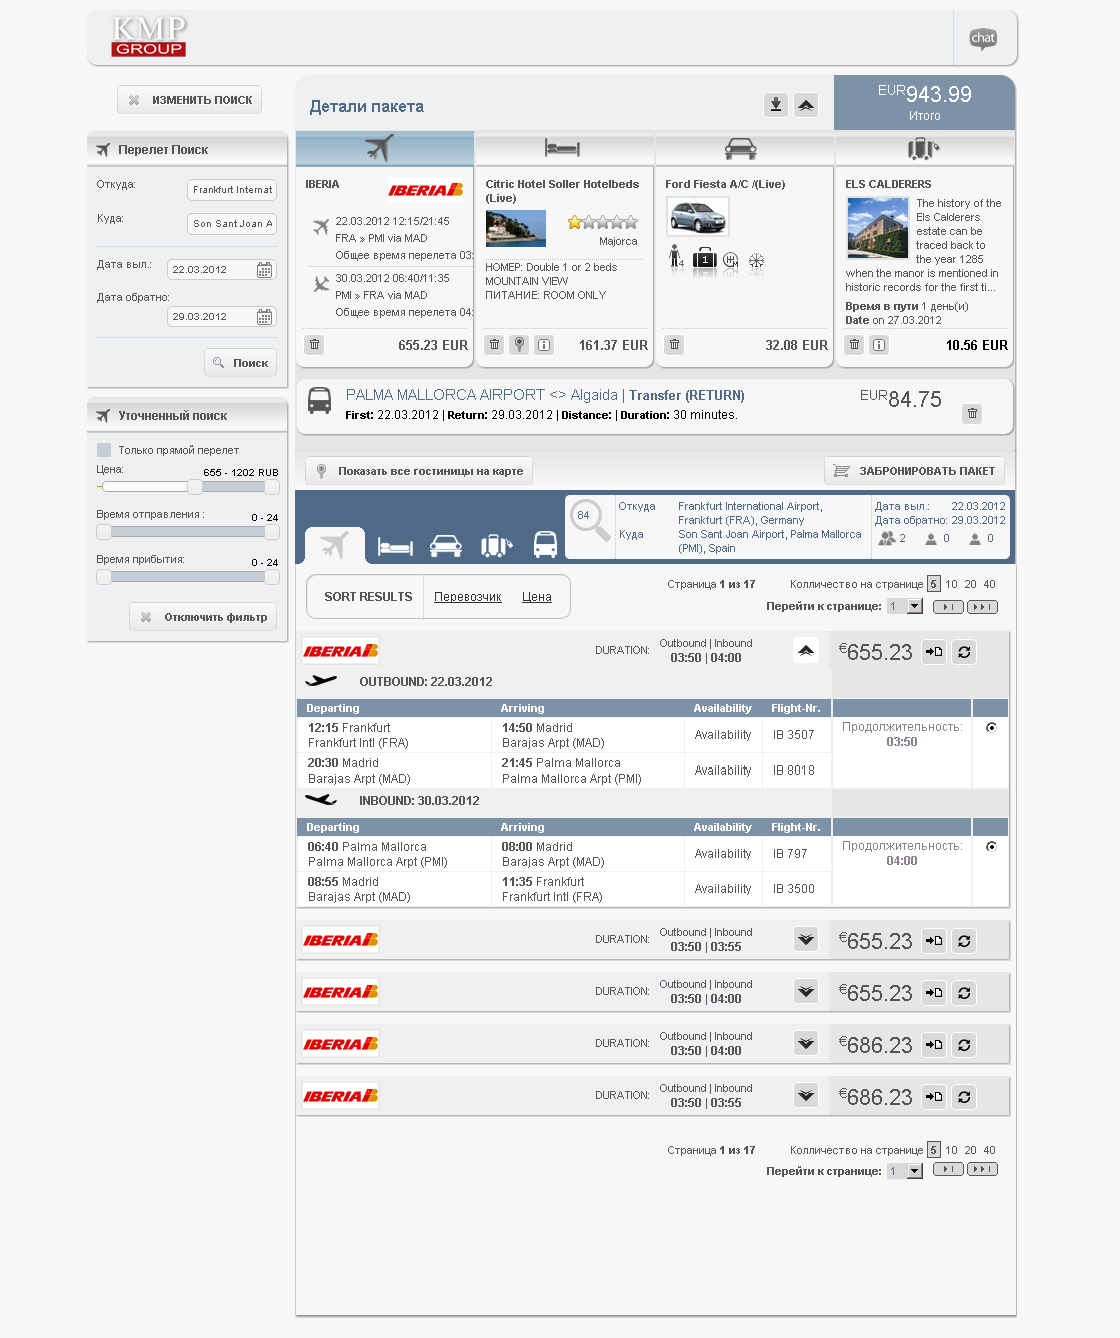 KMP
GROUP
chat
ИЗМЕНИТЬ ПОИСК
Перелет Поиск
Откуда:
Frankfurt Internat
Куда:
Son Sant Joan A
Дата выл.:
22.03.2012
Дата обратно:
29.03.2012
Поиск
Уточненный поиск
Только прямой перелет
Цена:
655 - 1202 RUB
Время отправления :
0 - 24
Время прибытия:
0 - 24
Отключить фильтр
Детали пакета
EUR943.99
Итого
IBERIA
IBERIA
22.03.2012 12:15/21:45
FRA » PMI via MAD
Общее время перелета 03:
30.03.2012 06:40/11:35
PMI » FRA via MAD
Общее время перелета 04:
655.23 EUR
Citric Hotel Soller Hotelbeds
(Live)
Majorca
НОМЕР: Double 1 or 2 beds
MOUNTAIN VIEW
ПИТАНИЕ: ROOM ONLY
161.37 EUR
Ford Fiesta A/C /(Live)
4
1
32.08 EUR
ELS CALDERERS
The history of the
Els Calderers
estate can be
traced back to
the year 1285
when the manor is mentioned in
historic records for the first ti...
Время в пути 1 день(и)
Date on 27.03.2012
10.56 EUR
PALMA MALLORCA AIRPORT <> Algaida | Transfer (RETURN)
First: 22.03.2012 | Return: 29.03.2012 | Distance: | Duration: 30 minutes.
EUR84.75
Показать все гостиницы на карте
ЗАБРОНИРОВАТЬ ПАКЕТ
84
Откуда
Frankfurt International Airport,
Frankfurt (FRA), Germany
Куда
Son Sant Joan Airport, Palma Mallorca
(PMI), Spain
Дата выл.: 22.03.2012
Дата обратно: 29.03.2012
2 0 0
SORT RESULTS Перевозчик Цена
Страница 1 из 17 Колличество на странице 5 10 20 40
Перейти к странице: 1
IBERIA
DURATION:
Outbound | Inbound
03:50 | 04:00
€655.23
OUTBOUND: 22.03.2012
Departing Arriving Availability Flight-Nr.
12:15 Frankfurt
Frankfurt Intl (FRA)
14:50 Madrid
Barajas Arpt (MAD)
Availability
IB 3507
Продолжительность:
03:50
20:30 Madrid
Barajas Arpt (MAD)
21:45 Palma Mallorca
Palma Mallorca Arpt (PMI)
Availability
IB 8018
INBOUND: 30.03.2012
Departing Arriving Availability Flight-Nr.
06:40 Palma Mallorca
Palma Mallorca Arpt (PMI)
08:00 Madrid
Barajas Arpt (MAD)
Availability
IB 797
Продолжительность:
04:00
08:55 Madrid
Barajas Arpt (MAD)
11:35 Frankfurt
Frankfurt Intl (FRA)
Availability
IB 3500
IBERIA
DURATION:
Outbound | Inbound
03:50 | 03:55
€655.23
IBERIA
DURATION:
Outbound | Inbound
03:50 | 04:00
€655.23
IBERIA
DURATION:
Outbound | Inbound
03:50 | 04:00
€686.23
IBERIA
DURATION:
Outbound | Inbound
03:50 | 03:55
€686.23
Страница 1 из 17 Колличество на странице 5 10 20 40
Перейти к странице: 1